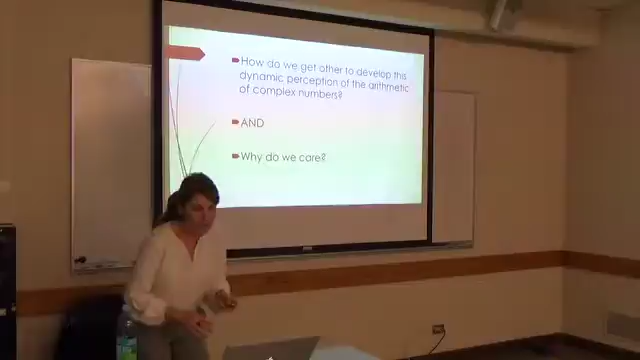 How do we get other to develop this
dynamic perception of the arithmetic
of complex numbers?
AND
Why do we care?